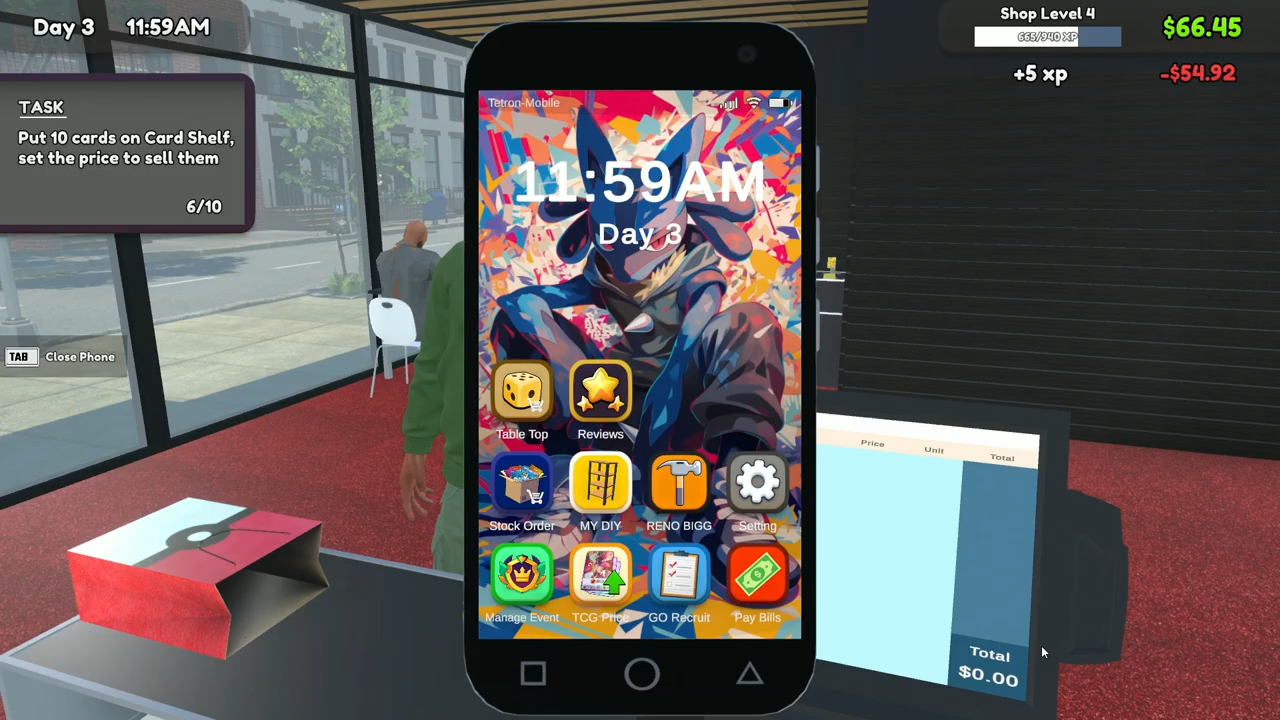 Day 3 11:59AM
Shop Level 4
$66.45
665/940 XP
+5 xp
-$54.92
TASK
Put 10 cards on Card Shelf,
set the price to sell them
6/10
TAB Close Phone
Tetron-Mobile
11:59AM
Day 3
Table Top Reviews
Stock Order MY DIY RENO BIGG Setting
Manage Event TCG Price GO Recruit Pay Bills
Price Unit Total
Total
$0.00